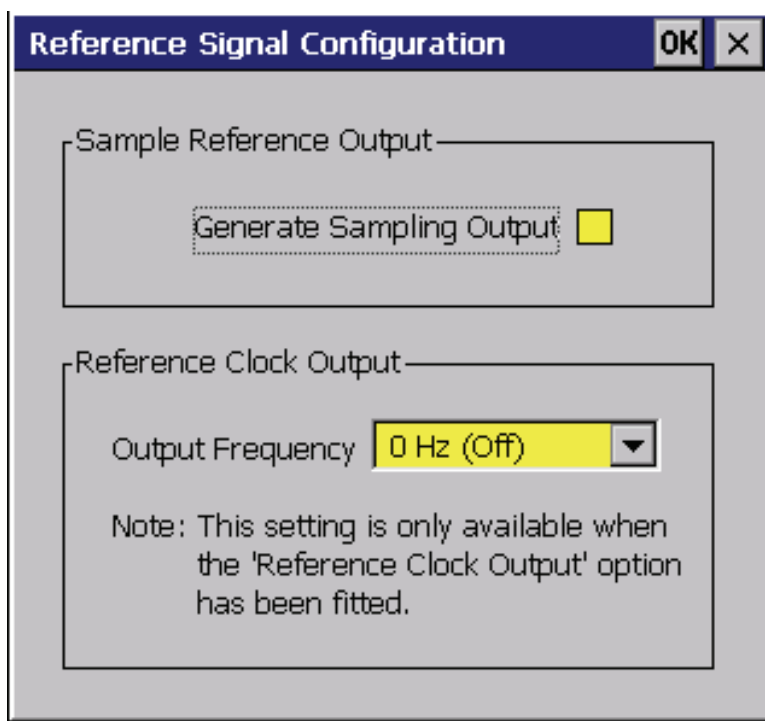 Reference Signal Configuration OK ×
Sample Reference Output
Generate Sampling Output
Reference Clock Output
Output Frequency 0 Hz (Off)
Note: This setting is only available when
the 'Reference Clock Output' option
has been fitted.